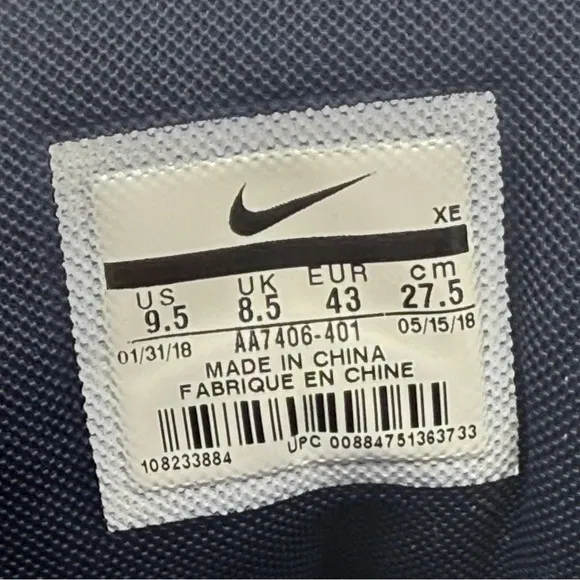 XE
US UK EUR cm
9.5 8.5 43 27.5
01/31/18 AA7406-401 05/15/18
MADE IN CHINA
FABRIQUE EN CHINE
108233884 UPC 00884751363733